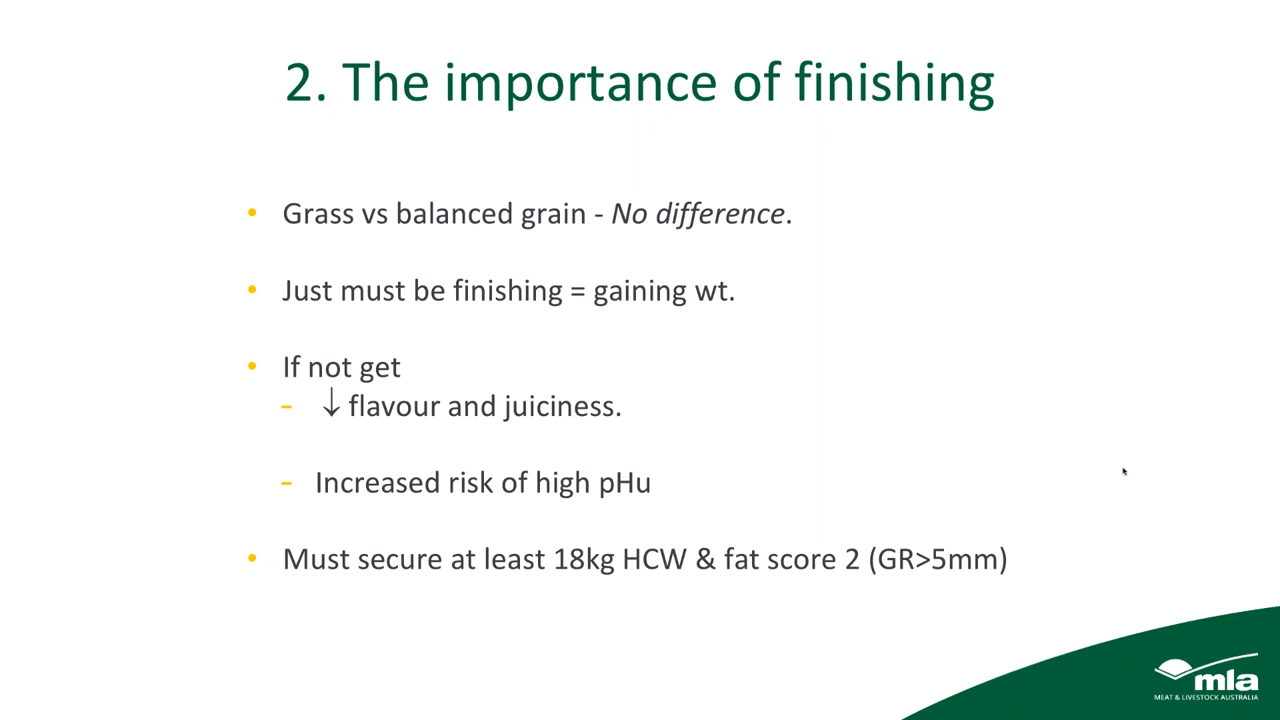 2. The importance of finishing
• Grass vs balanced grain - No difference.
• Just must be finishing = gaining wt.
• If not get
- ↓ flavour and juiciness.
- Increased risk of high pHu
• Must secure at least 18kg HCW & fat score 2 (GR>5mm)
mla
MEAT & LIVESTOCK AUSTRALIA